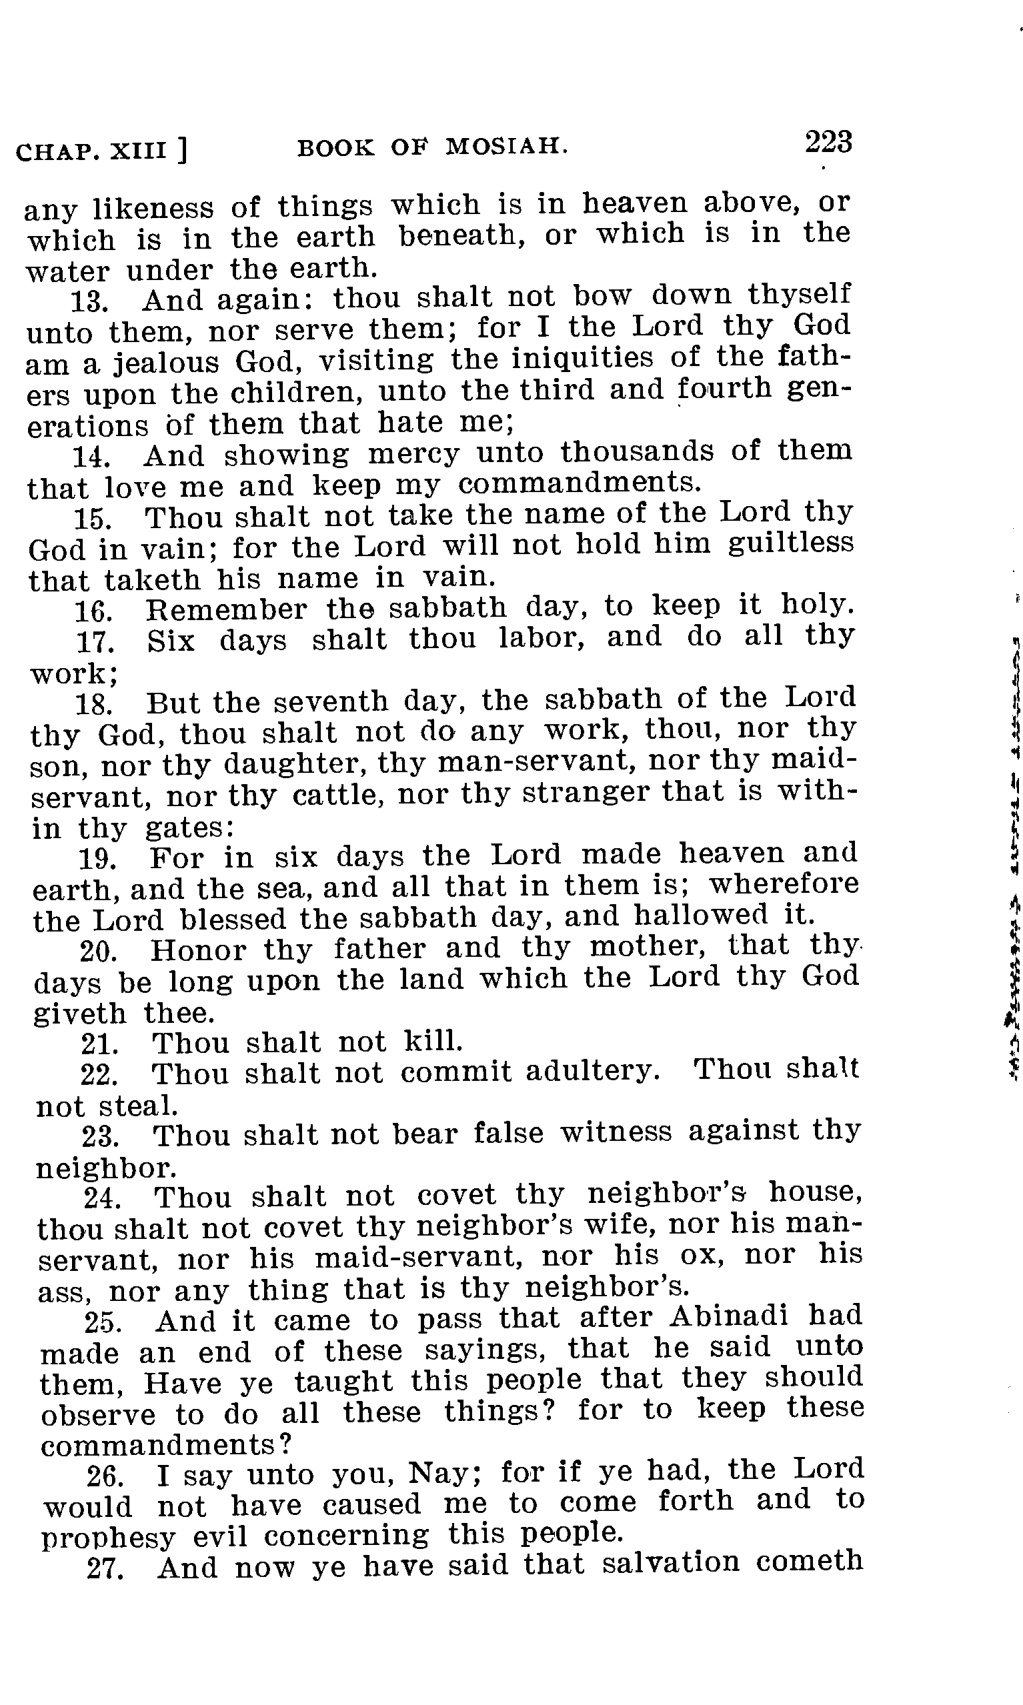 CHAP. XIII ] BOOK OF MOSIAH. 223
any likeness of things which is in heaven above, or
which is in the earth beneath, or which is in the
water under the earth.
13. And again: thou shalt not bow down thyself
unto them, nor serve them; for I the Lord thy God
am a jealous God, visiting the iniquities of the fath-
ers upon the children, unto the third and fourth gen-
erations of them that hate me;
14. And showing mercy unto thousands of them
that love me and keep my commandments.
15. Thou shalt not take the name of the Lord thy
God in vain; for the Lord will not hold him guiltless
that taketh his name in vain.
16. Remember the sabbath day, to keep it holy.
17. Six days shalt thou labor, and do all thy
work;
18. But the seventh day, the sabbath of the Lord
thy God, thou shalt not do any work, thou, nor thy
son, nor thy daughter, thy man-servant, nor thy maid-
servant, nor thy cattle, nor thy stranger that is with-
in thy gates:
19. For in six days the Lord made heaven and
earth, and the sea, and all that in them is; wherefore
the Lord blessed the sabbath day, and hallowed it.
20. Honor thy father and thy mother, that thy
days be long upon the land which the Lord thy God
giveth thee.
21. Thou shalt not kill.
22. Thou shalt not commit adultery. Thou shalt
not steal.
23. Thou shalt not bear false witness against thy
neighbor.
24. Thou shalt not covet thy neighbor's house,
thou shalt not covet thy neighbor's wife, nor his man-
servant, nor his maid-servant, nor his ox, nor his
ass, nor any thing that is thy neighbor's.
25. And it came to pass that after Abinadi had
made an end of these sayings, that he said unto
them, Have ye taught this people that they should
observe to do all these things? for to keep these
commandments?
26. I say unto you, Nay; for if ye had, the Lord
would not have caused me to come forth and to
prophesy evil concerning this people.
27. And now ye have said that salvation cometh